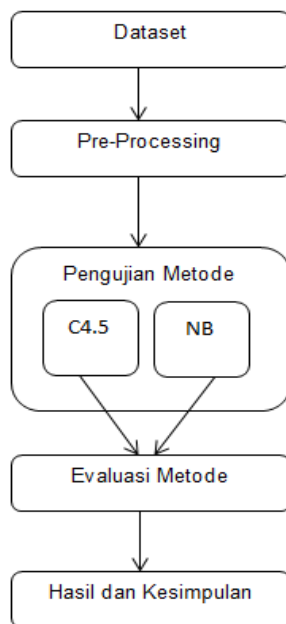 Dataset
Pre-Processing
Pengujian Metode
C4.5
NB
Evaluasi Metode
Hasil dan Kesimpulan